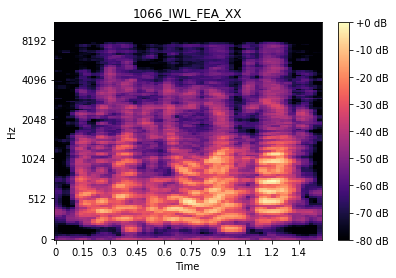 1066_IWL_FEA_XX
+0 dB
8192
-10 dB
4096
-20 dB
-30 dB
2048
-40 dB
Hz
1024
-50 dB
512
-60 dB
-70 dB
0
-80 dB
0 0.15 0.3 0.45 0.6 0.75 0.9 1.1 1.2 1.4
Time